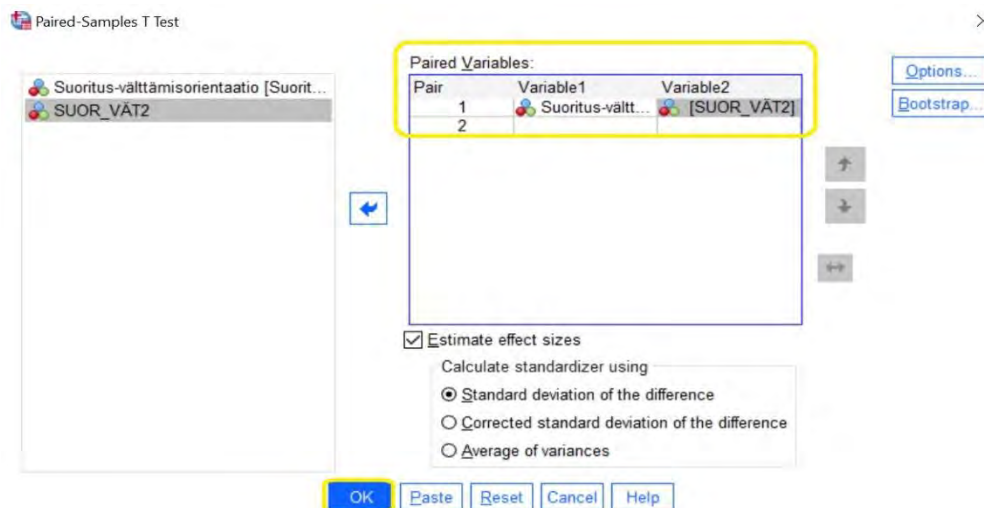 Paired-Samples T Test
Suoritus-välttämisorientaatio [Suorit...
SUOR_VÄT2
Paired Variables:
Pair Variable1 Variable2
1 Suoritus-vältt... [SUOR_VÄT2]
2
Options...
Bootstrap...
Estimate effect sizes
Calculate standardizer using
Standard deviation of the difference
Corrected standard deviation of the difference
Average of variances
OK Paste Reset Cancel Help